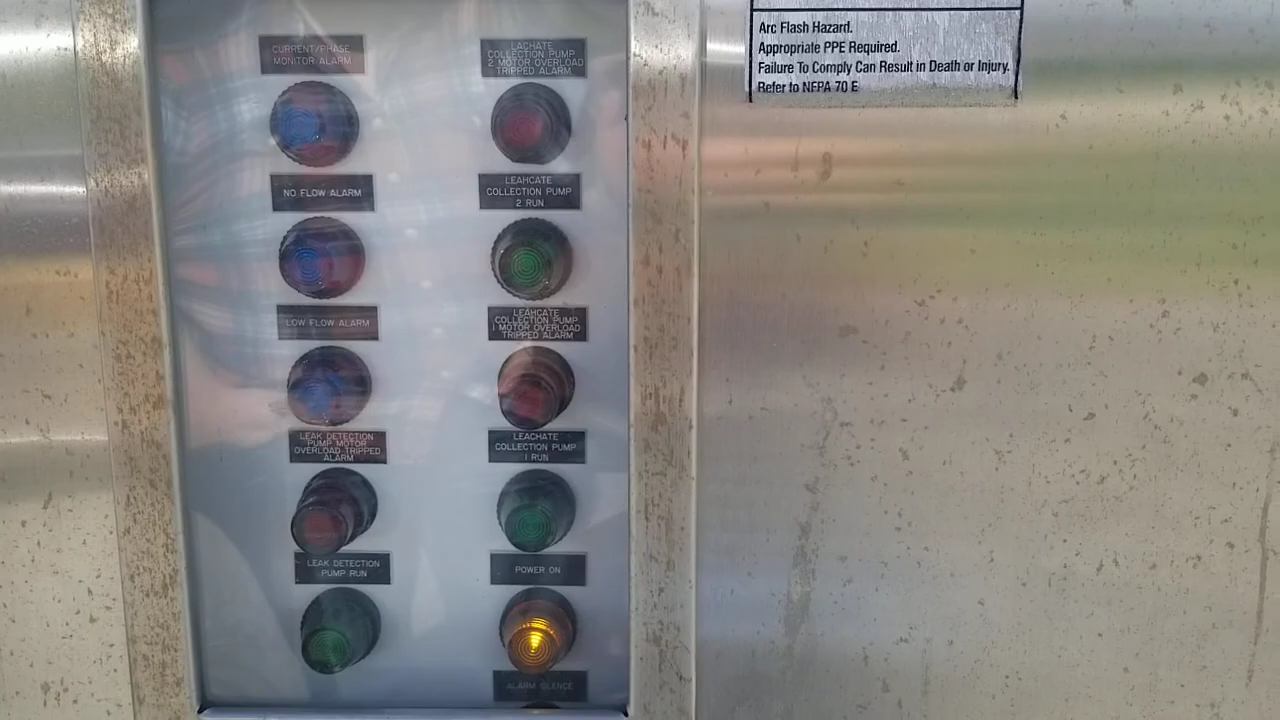 CURRENT/PHASE
MONITOR ALARM
NO FLOW ALARM
LOW FLOW ALARM
LEAK DETECTION
PUMP MOTOR
OVERLOAD TRIPPED
ALARM
LEAK DETECTION
PUMP RUN
LACHATE
COLLECTION PUMP
2 MOTOR OVERLOAD
TRIPPED ALARM
LEAHCATE
COLLECTION PUMP
2 RUN
LEAHCATE
COLLECTION PUMP
1 MOTOR OVERLOAD
TRIPPED ALARM
LEACHATE
COLLECTION PUMP
1 RUN
POWER ON
ALARM SILENCE
Arc Flash Hazard.
Appropriate PPE Required.
Failure To Comply Can Result in Death or Injury.
Refer to NFPA 70 E